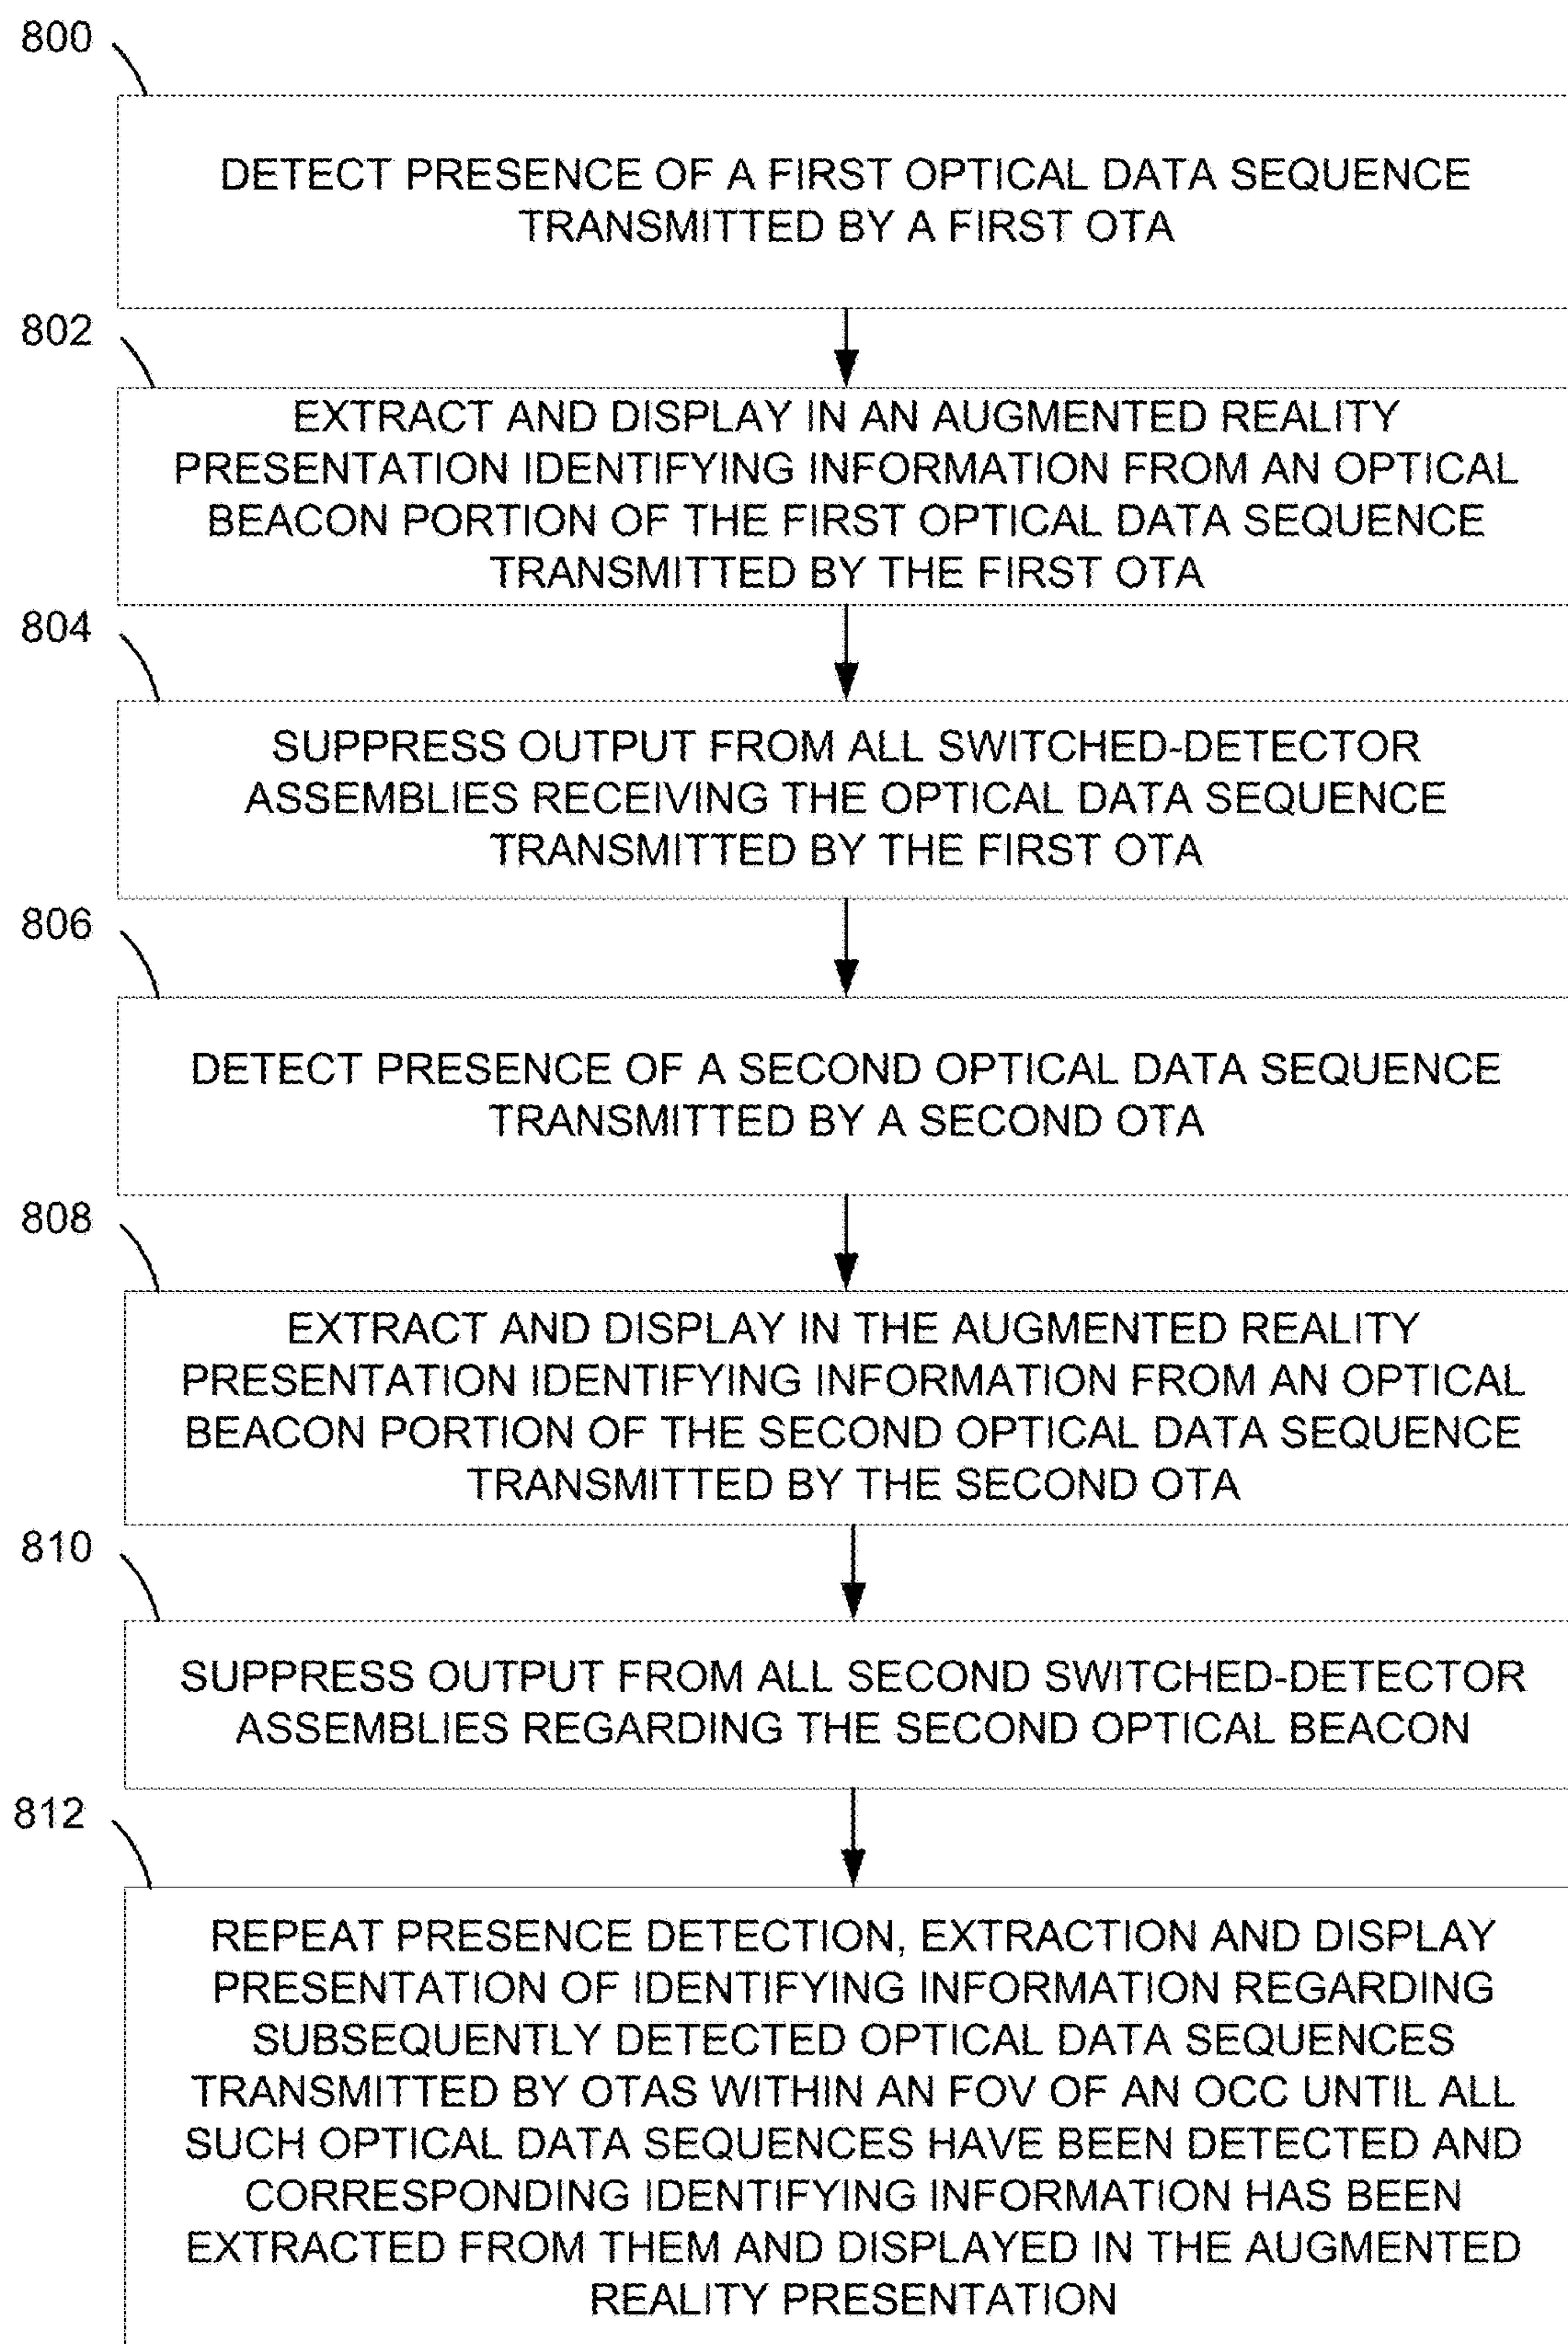 800
DETECT PRESENCE OF A FIRST OPTICAL DATA SEQUENCE
TRANSMITTED BY A FIRST OTA
802
EXTRACT AND DISPLAY IN AN AUGMENTED REALITY
PRESENTATION IDENTIFYING INFORMATION FROM AN OPTICAL
BEACON PORTION OF THE FIRST OPTICAL DATA SEQUENCE
TRANSMITTED BY THE FIRST OTA
804
SUPPRESS OUTPUT FROM ALL SWITCHED-DETECTOR
ASSEMBLIES RECEIVING THE OPTICAL DATA SEQUENCE
TRANSMITTED BY THE FIRST OTA
806
DETECT PRESENCE OF A SECOND OPTICAL DATA SEQUENCE
TRANSMITTED BY A SECOND OTA
808
EXTRACT AND DISPLAY IN THE AUGMENTED REALITY
PRESENTATION IDENTIFYING INFORMATION FROM AN OPTICAL
BEACON PORTION OF THE SECOND OPTICAL DATA SEQUENCE
TRANSMITTED BY THE SECOND OTA
810
SUPPRESS OUTPUT FROM ALL SECOND SWITCHED-DETECTOR
ASSEMBLIES REGARDING THE SECOND OPTICAL BEACON
812
REPEAT PRESENCE DETECTION, EXTRACTION AND DISPLAY
PRESENTATION OF IDENTIFYING INFORMATION REGARDING
SUBSEQUENTLY DETECTED OPTICAL DATA SEQUENCES
TRANSMITTED BY OTAS WITHIN AN FOV OF AN OCC UNTIL ALL
SUCH OPTICAL DATA SEQUENCES HAVE BEEN DETECTED AND
CORRESPONDING IDENTIFYING INFORMATION HAS BEEN
EXTRACTED FROM THEM AND DISPLAYED IN THE AUGMENTED
REALITY PRESENTATION